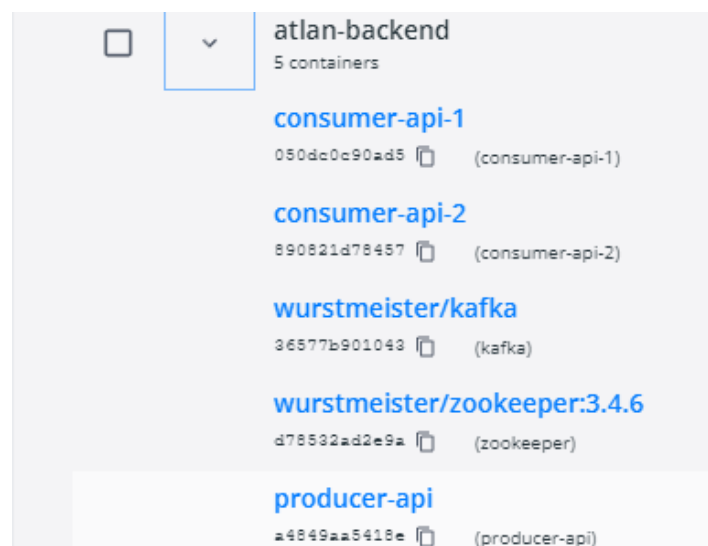 atlan-backend
5 containers
consumer-api-1
050dc0c90ad5 (consumer-api-1)
consumer-api-2
890821d78457 (consumer-api-2)
wurstmeister/kafka
36577b901043 (kafka)
wurstmeister/zookeeper:3.4.6
d78532ad2e9a (zookeeper)
producer-api
a4849aa5418e (producer-api)